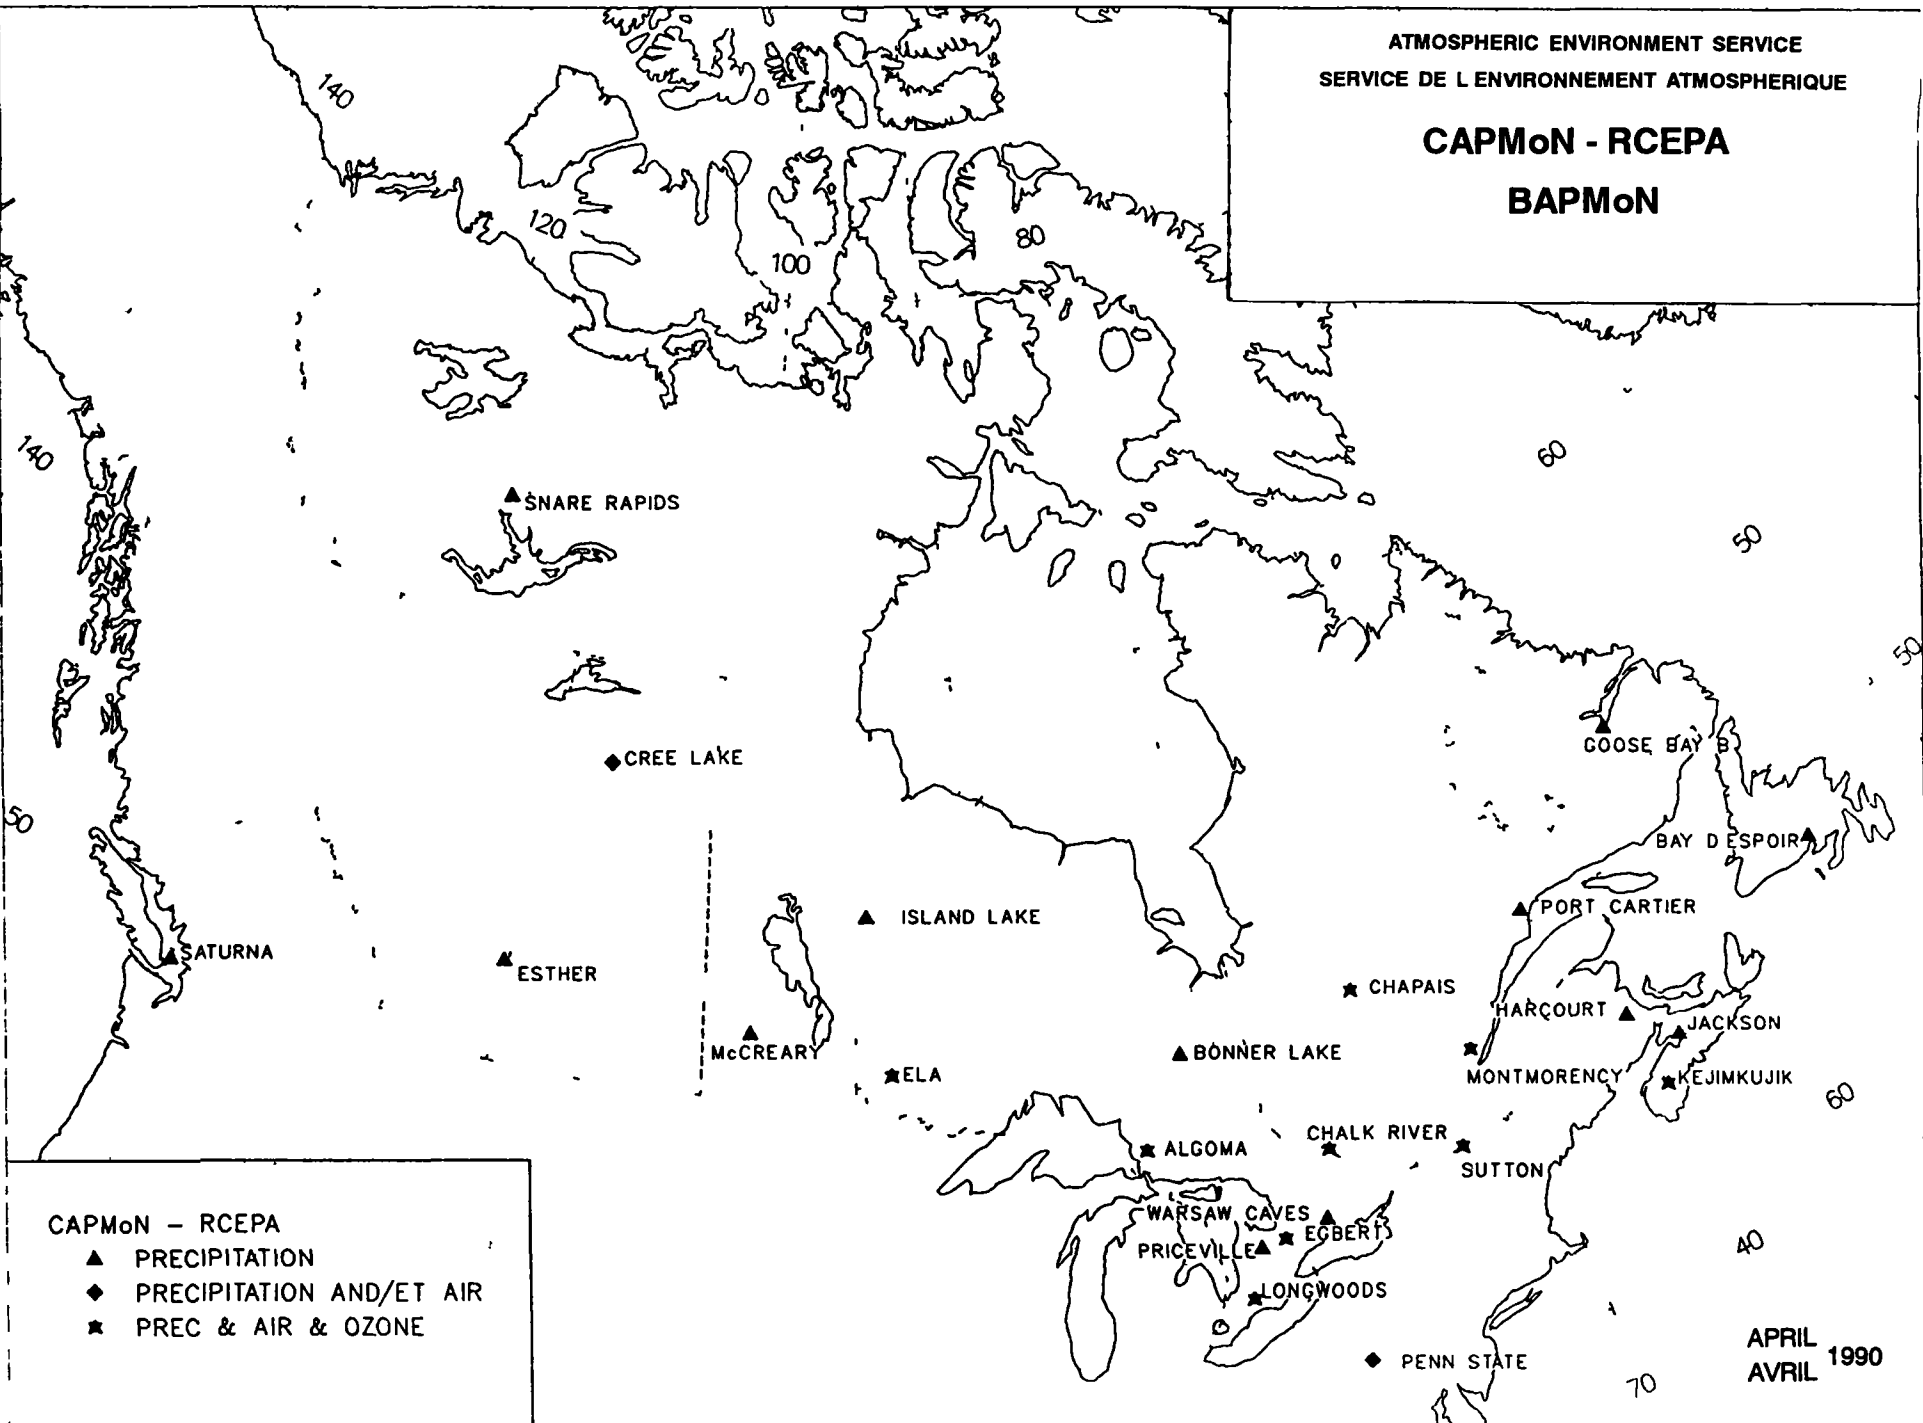 ATMOSPHERIC ENVIRONMENT SERVICE
SERVICE DE L ENVIRONNEMENT ATMOSPHERIQUE
CAPMoN - RCEPA
BAPMoN
140
120
100
80
140
60
50
50
SNARE RAPIDS
CREE LAKE
GOOSE BAY B
50
BAY D ESPOIR
ISLAND LAKE
PORT CARTIER
SATURNA
ESTHER
CHAPAIS
HARCOURT
JACKSON
McCREARY
BONNER LAKE
ELA
MONTMORENCY
KEJIMKUJIK
60
CHALK RIVER
ALGOMA
SUTTON
WARSAW CAVES
EGBERT
PRICEVILLE
40
LONGWOODS
PENN STATE
70
CAPMoN – RCEPA
PRECIPITATION
PRECIPITATION AND/ET AIR
PREC & AIR & OZONE
APRIL
AVRIL
1990